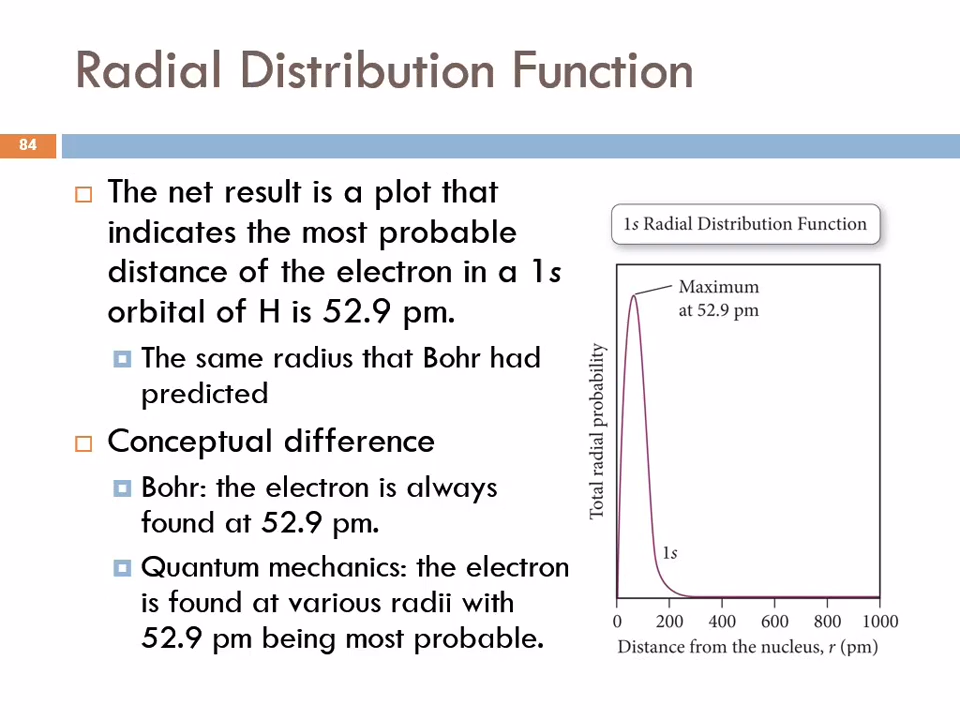 Radial Distribution Function
84
The net result is a plot that
indicates the most probable
distance of the electron in a 1s
orbital of H is 52.9 pm.
The same radius that Bohr had
predicted
Conceptual difference
Bohr: the electron is always
found at 52.9 pm.
Quantum mechanics: the electron
is found at various radii with
52.9 pm being most probable.
1s Radial Distribution Function
Maximum
at 52.9 pm
Total radial probability
1s
0 200 400 600 800 1000
Distance from the nucleus, r (pm)